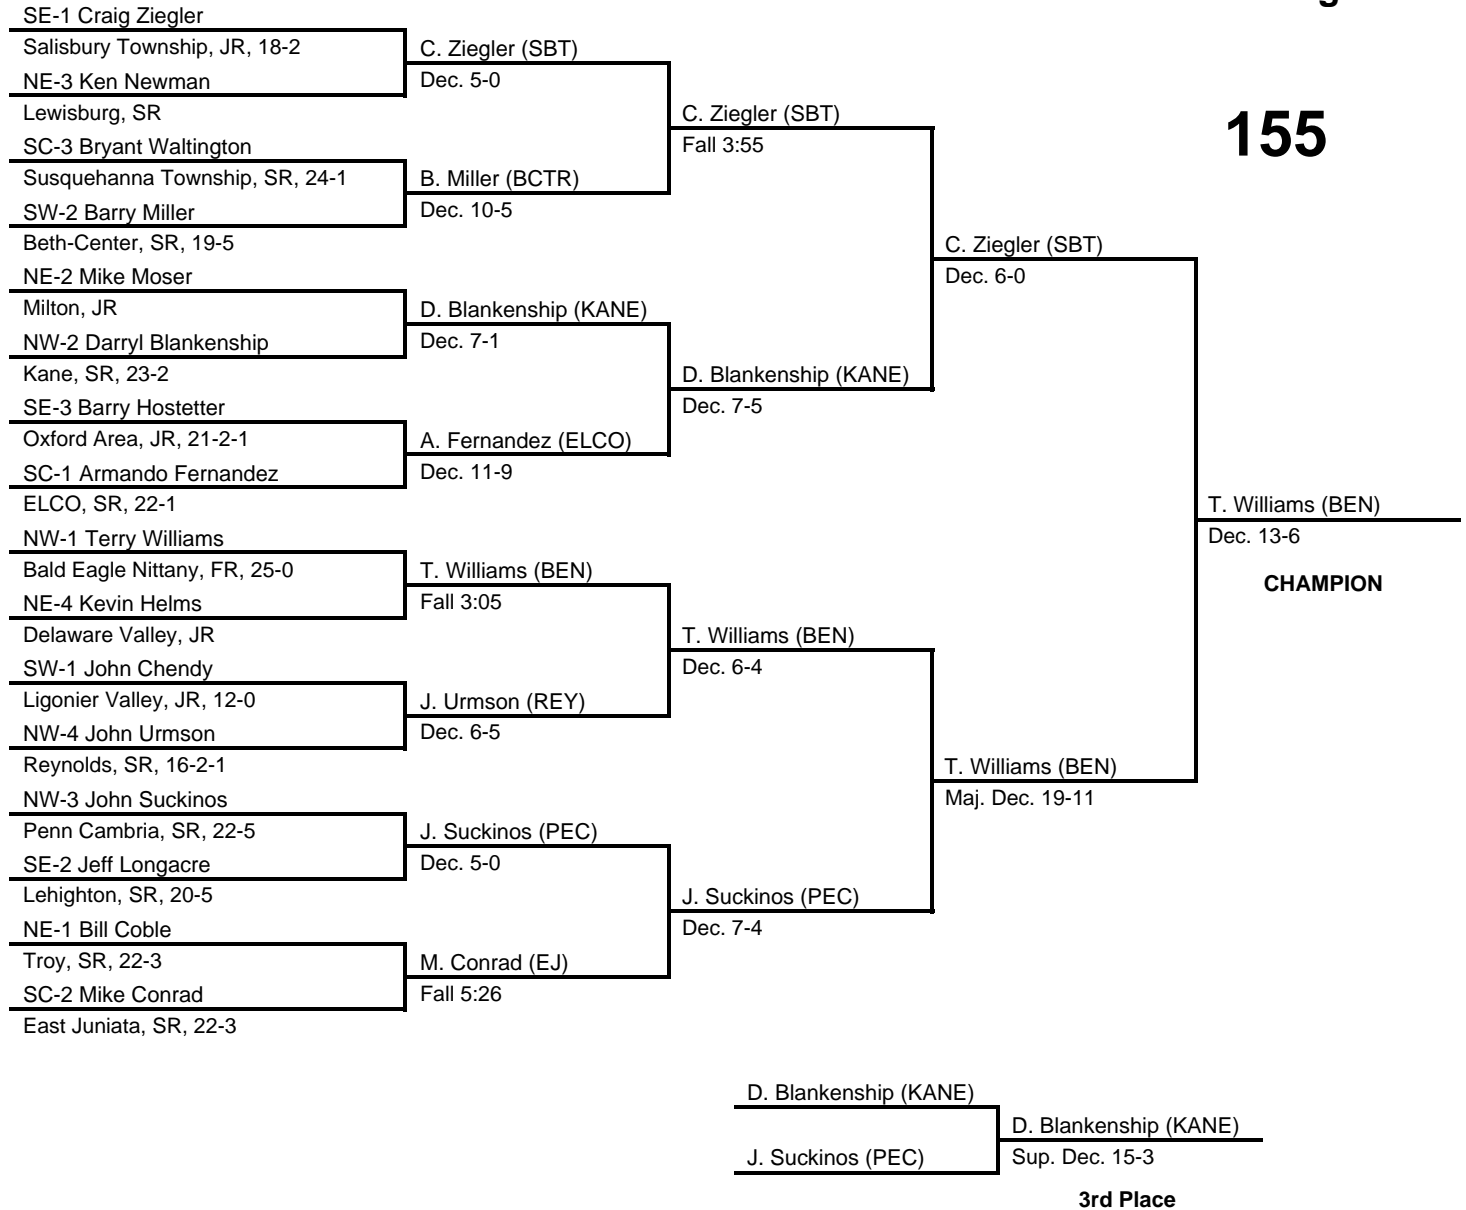 SE-1 Craig Ziegler
Salisbury Township, JR, 18-2
NE-3 Ken Newman
Lewisburg, SR
SC-3 Bryant Waltington
Susquehanna Township, SR, 24-1
SW-2 Barry Miller
Beth-Center, SR, 19-5
NE-2 Mike Moser
Milton, JR
NW-2 Darryl Blankenship
Kane, SR, 23-2
SE-3 Barry Hostetter
Oxford Area, JR, 21-2-1
SC-1 Armando Fernandez
ELCO, SR, 22-1
NW-1 Terry Williams
Bald Eagle Nittany, FR, 25-0
NE-4 Kevin Helms
Delaware Valley, JR
SW-1 John Chendy
Ligonier Valley, JR, 12-0
NW-4 John Urmson
Reynolds, SR, 16-2-1
NW-3 John Suckinos
Penn Cambria, SR, 22-5
SE-2 Jeff Longacre
Lehighton, SR, 20-5
NE-1 Bill Coble
Troy, SR, 22-3
SC-2 Mike Conrad
East Juniata, SR, 22-3
C. Ziegler (SBT)
Dec. 5-0
B. Miller (BCTR)
Dec. 10-5
D. Blankenship (KANE)
Dec. 7-1
A. Fernandez (ELCO)
Dec. 11-9
T. Williams (BEN)
Fall 3:05
J. Urmson (REY)
Dec. 6-5
J. Suckinos (PEC)
Dec. 5-0
M. Conrad (EJ)
Fall 5:26
C. Ziegler (SBT)
Fall 3:55
D. Blankenship (KANE)
Dec. 7-5
T. Williams (BEN)
Dec. 6-4
J. Suckinos (PEC)
Dec. 7-4
C. Ziegler (SBT)
Dec. 6-0
T. Williams (BEN)
Maj. Dec. 19-11
155
T. Williams (BEN)
Dec. 13-6
CHAMPION
D. Blankenship (KANE)
J. Suckinos (PEC)
D. Blankenship (KANE)
Sup. Dec. 15-3
3rd Place